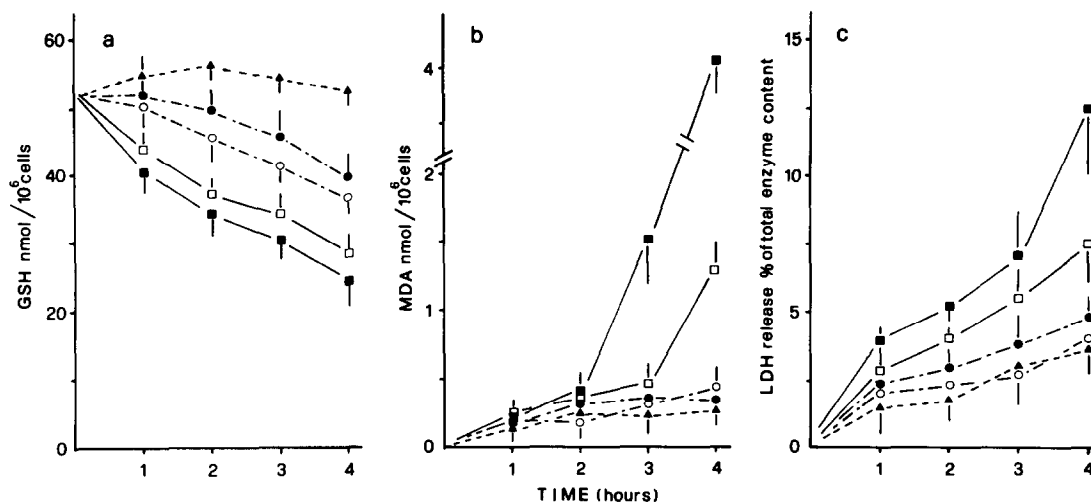 a
60
40
20
0
GSH nmol/10⁶cells
1 2 3 4
b
4
2
1
0
MDA nmol/10⁶cells
1 2 3 4
TIME (hours)
c
15
10
5
0
LDH release % of total enzyme content
1 2 3 4